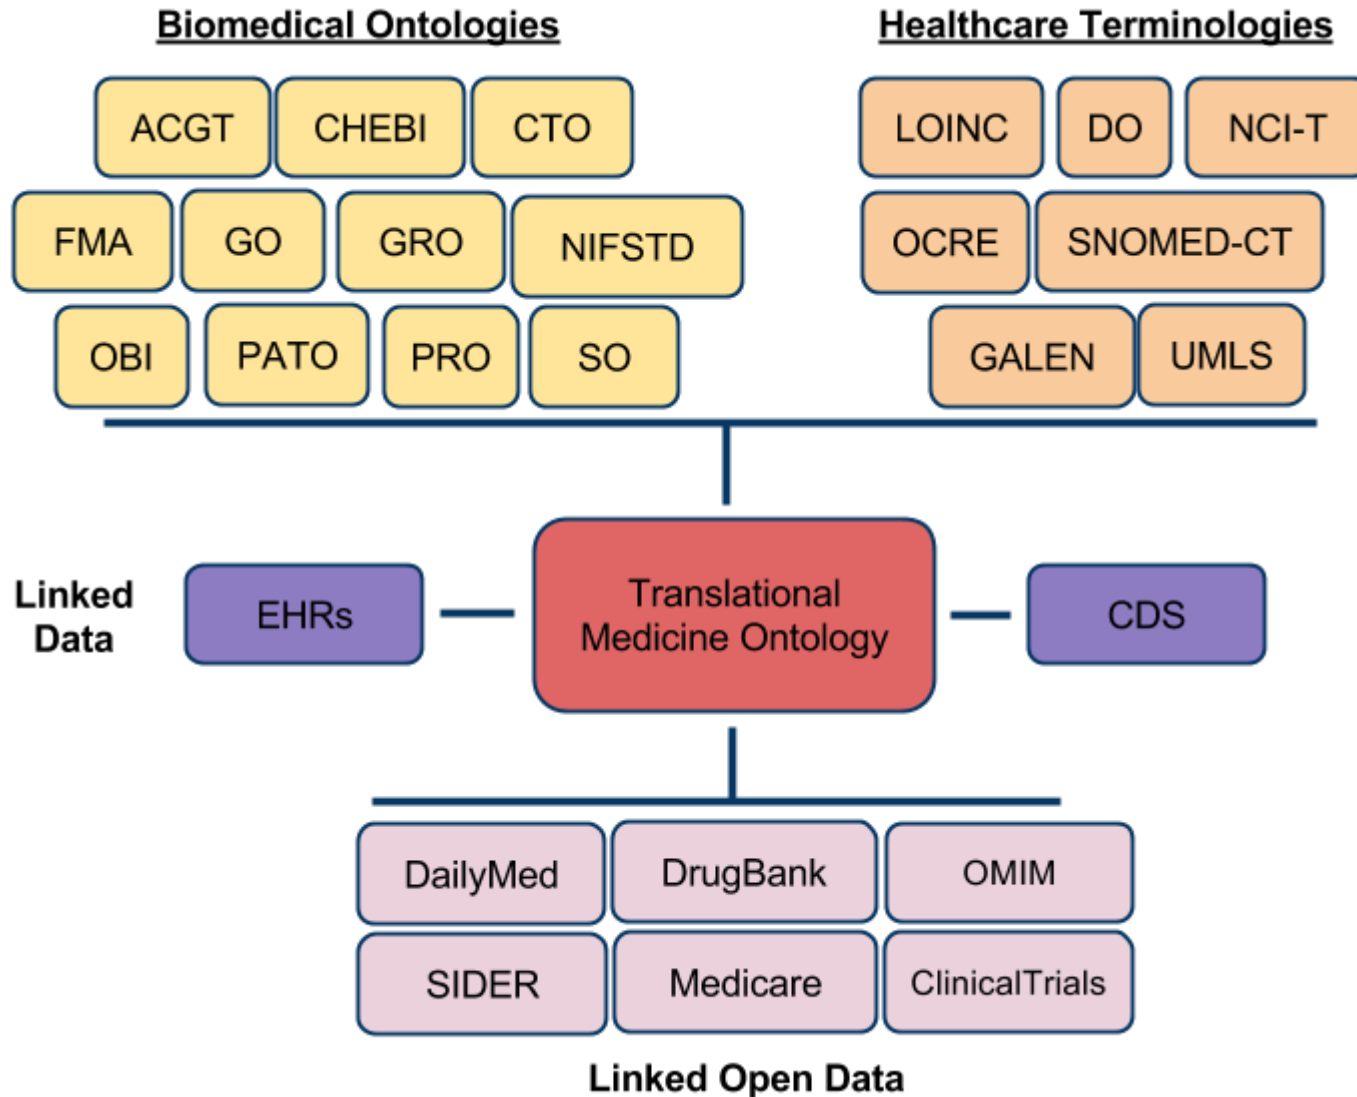 Biomedical Ontologies
Healthcare Terminologies
ACGT
CHEBI
CTO
LOINC
DO
NCI-T
FMA
GO
GRO
NIFSTD
OCRE
SNOMED-CT
OBI
PATO
PRO
SO
GALEN
UMLS
Linked
Data
EHRs
Translational
Medicine Ontology
CDS
DailyMed
DrugBank
OMIM
SIDER
Medicare
ClinicalTrials
Linked Open Data